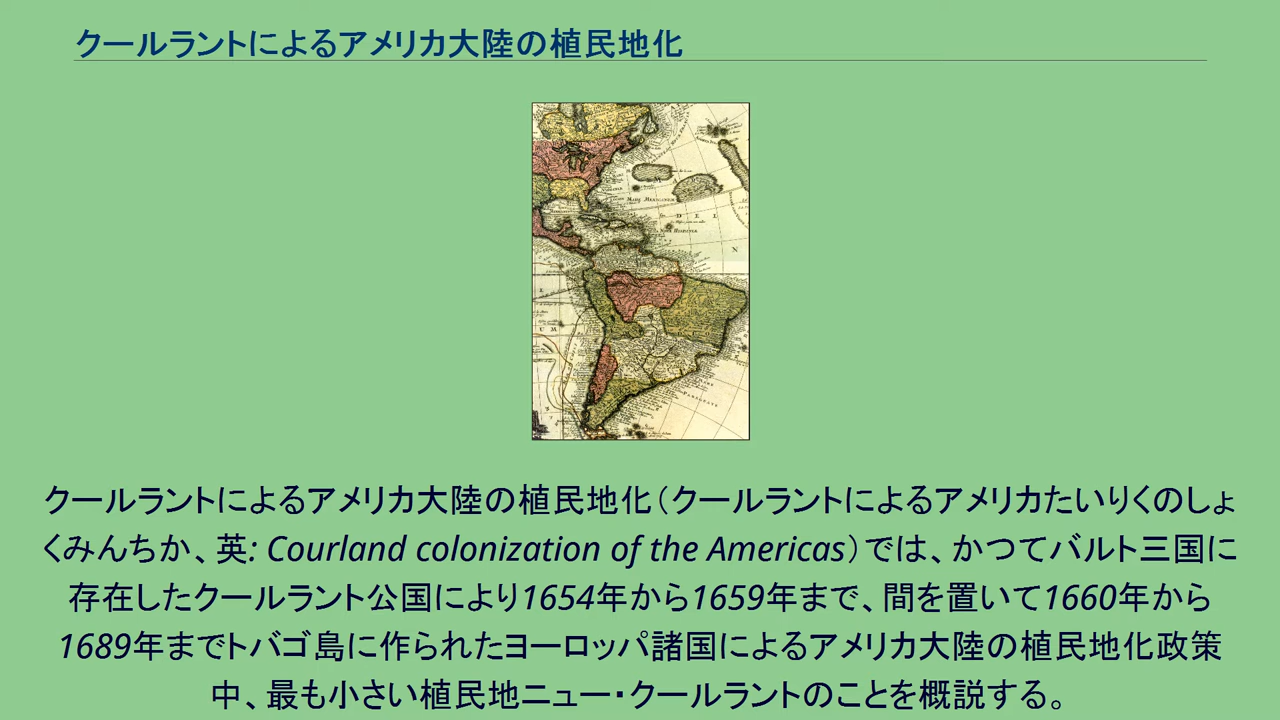 クールラントによるアメリカ大陸の植民地化
MARE MERIDIEM
DEL
N
UM
クールラントによるアメリカ大陸の植民地化（クールラントによるアメリカたいりくのしょ
くみんちか、英: Courland colonization of the Americas）では、かつてバルト三国に
存在したクールラント公国により1654年から1659年まで、間を置いて1660年から
1689年までトバゴ島に作られたヨーロッパ諸国によるアメリカ大陸の植民地化政策
中、最も小さい植民地ニュー・クールラントのことを概説する。